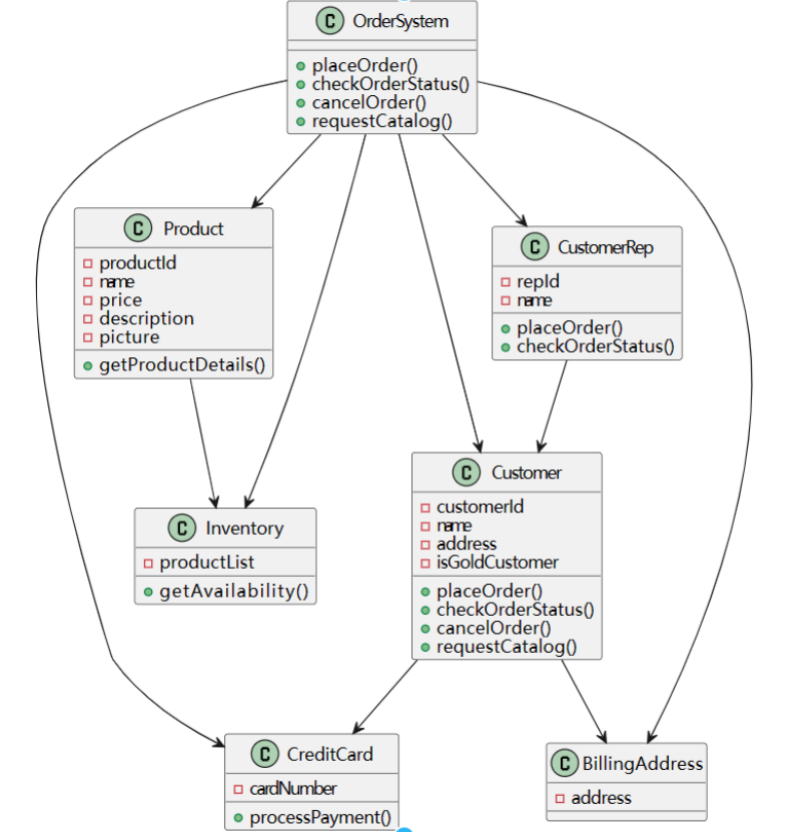 C OrderSystem
placeOrder()
checkOrderStatus()
cancelOrder()
requestCatalog()
C Product
productId
name
price
description
picture
getProductDetails()
C CustomerRep
repId
name
placeOrder()
checkOrderStatus()
C Customer
customerId
name
address
isGoldCustomer
placeOrder()
checkOrderStatus()
cancelOrder()
requestCatalog()
C Inventory
productList
getAvailability()
C CreditCard
cardNumber
processPayment()
C BillingAddress
address